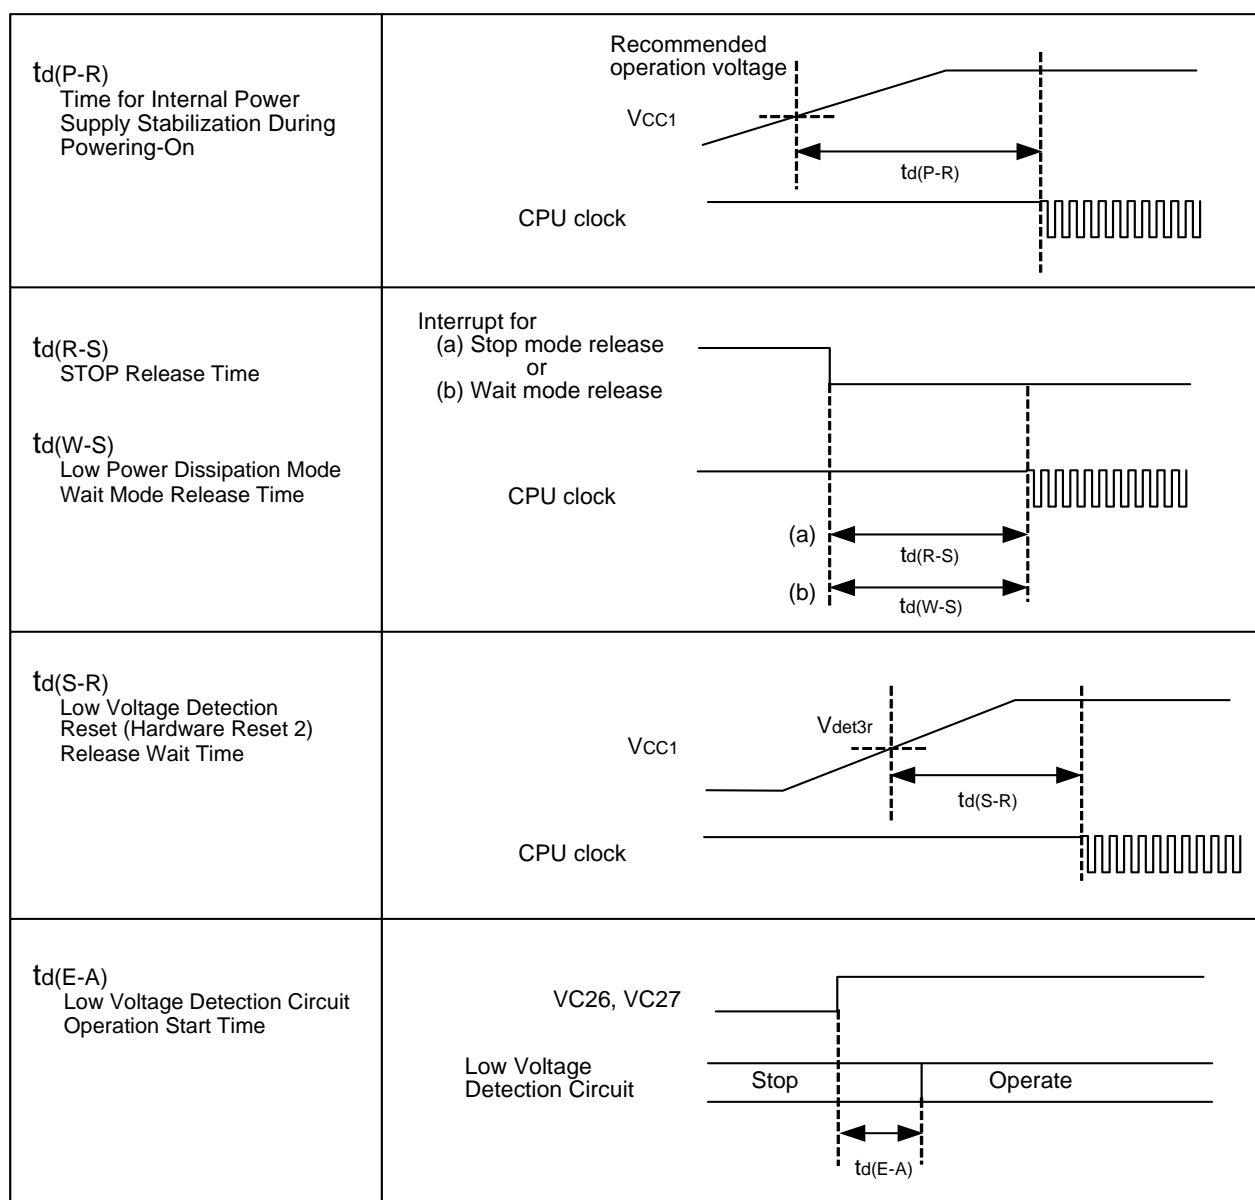 td(P-R)
Time for Internal Power
Supply Stabilization During
Powering-On
Recommended
operation voltage
VCC1
td(P-R)
CPU clock
td(R-S)
STOP Release Time
td(W-S)
Low Power Dissipation Mode
Wait Mode Release Time
Interrupt for
(a) Stop mode release
or
(b) Wait mode release
CPU clock
(a)
td(R-S)
(b)
td(W-S)
td(S-R)
Low Voltage Detection
Reset (Hardware Reset 2)
Release Wait Time
Vdet3r
VCC1
td(S-R)
CPU clock
td(E-A)
Low Voltage Detection Circuit
Operation Start Time
VC26, VC27
Low Voltage
Detection Circuit
Stop
Operate
td(E-A)